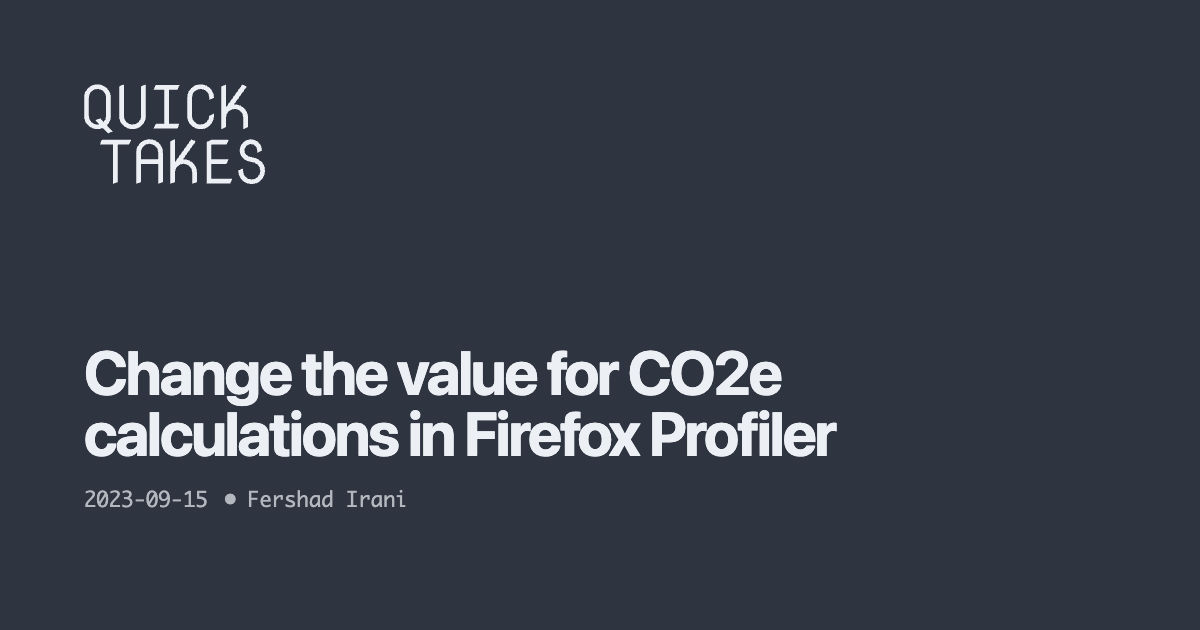 QUICK
TAKES
Change the value for CO2e
calculations in Firefox Profiler
2023-09-15 ● Fershad Irani